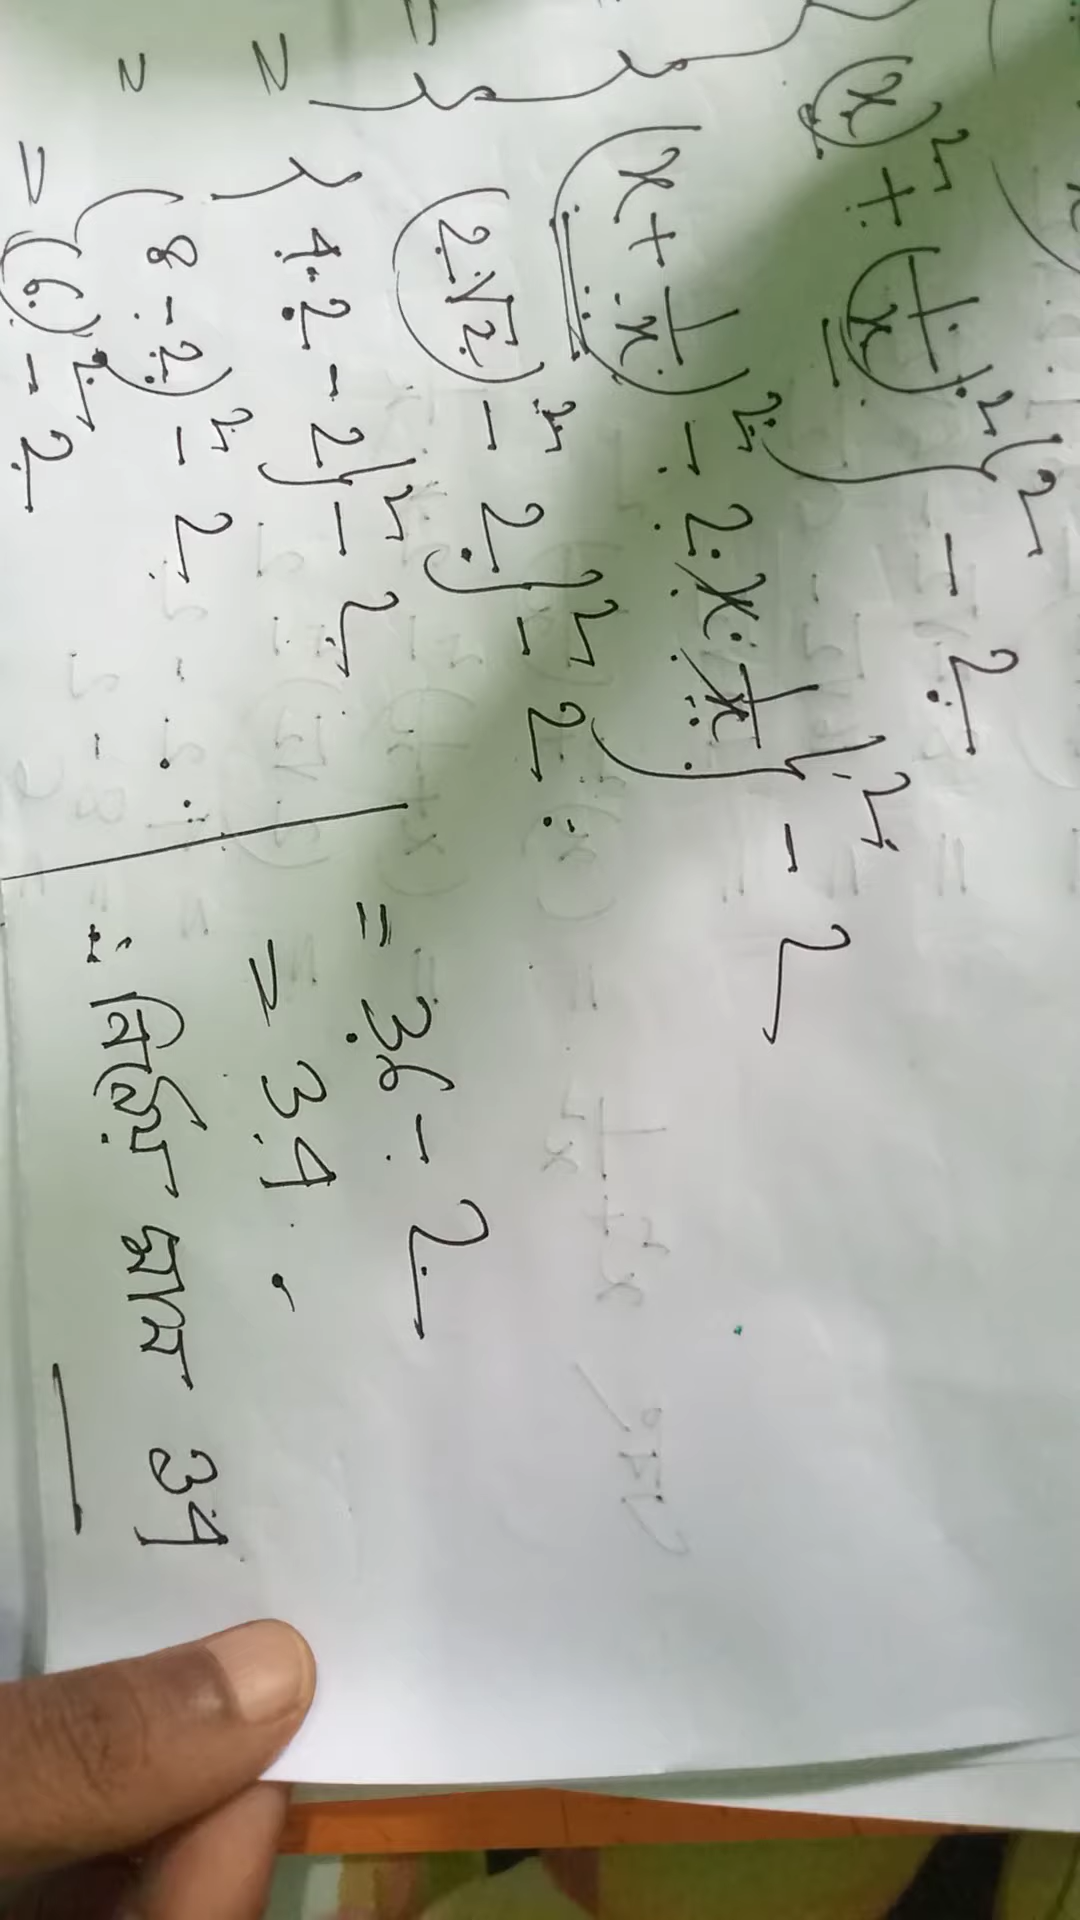 {(x)² + (1/x)²}² - 2
= {(x + 1/x)² - 2·x·1/x}² - 2
= {(2√2)² - 2}² - 2
= {4·2 - 2}² - 2
= (8 - 2)² - 2
= (6)² - 2
= 36 - 2
= 34
∴ নির্ণেয় মান 34